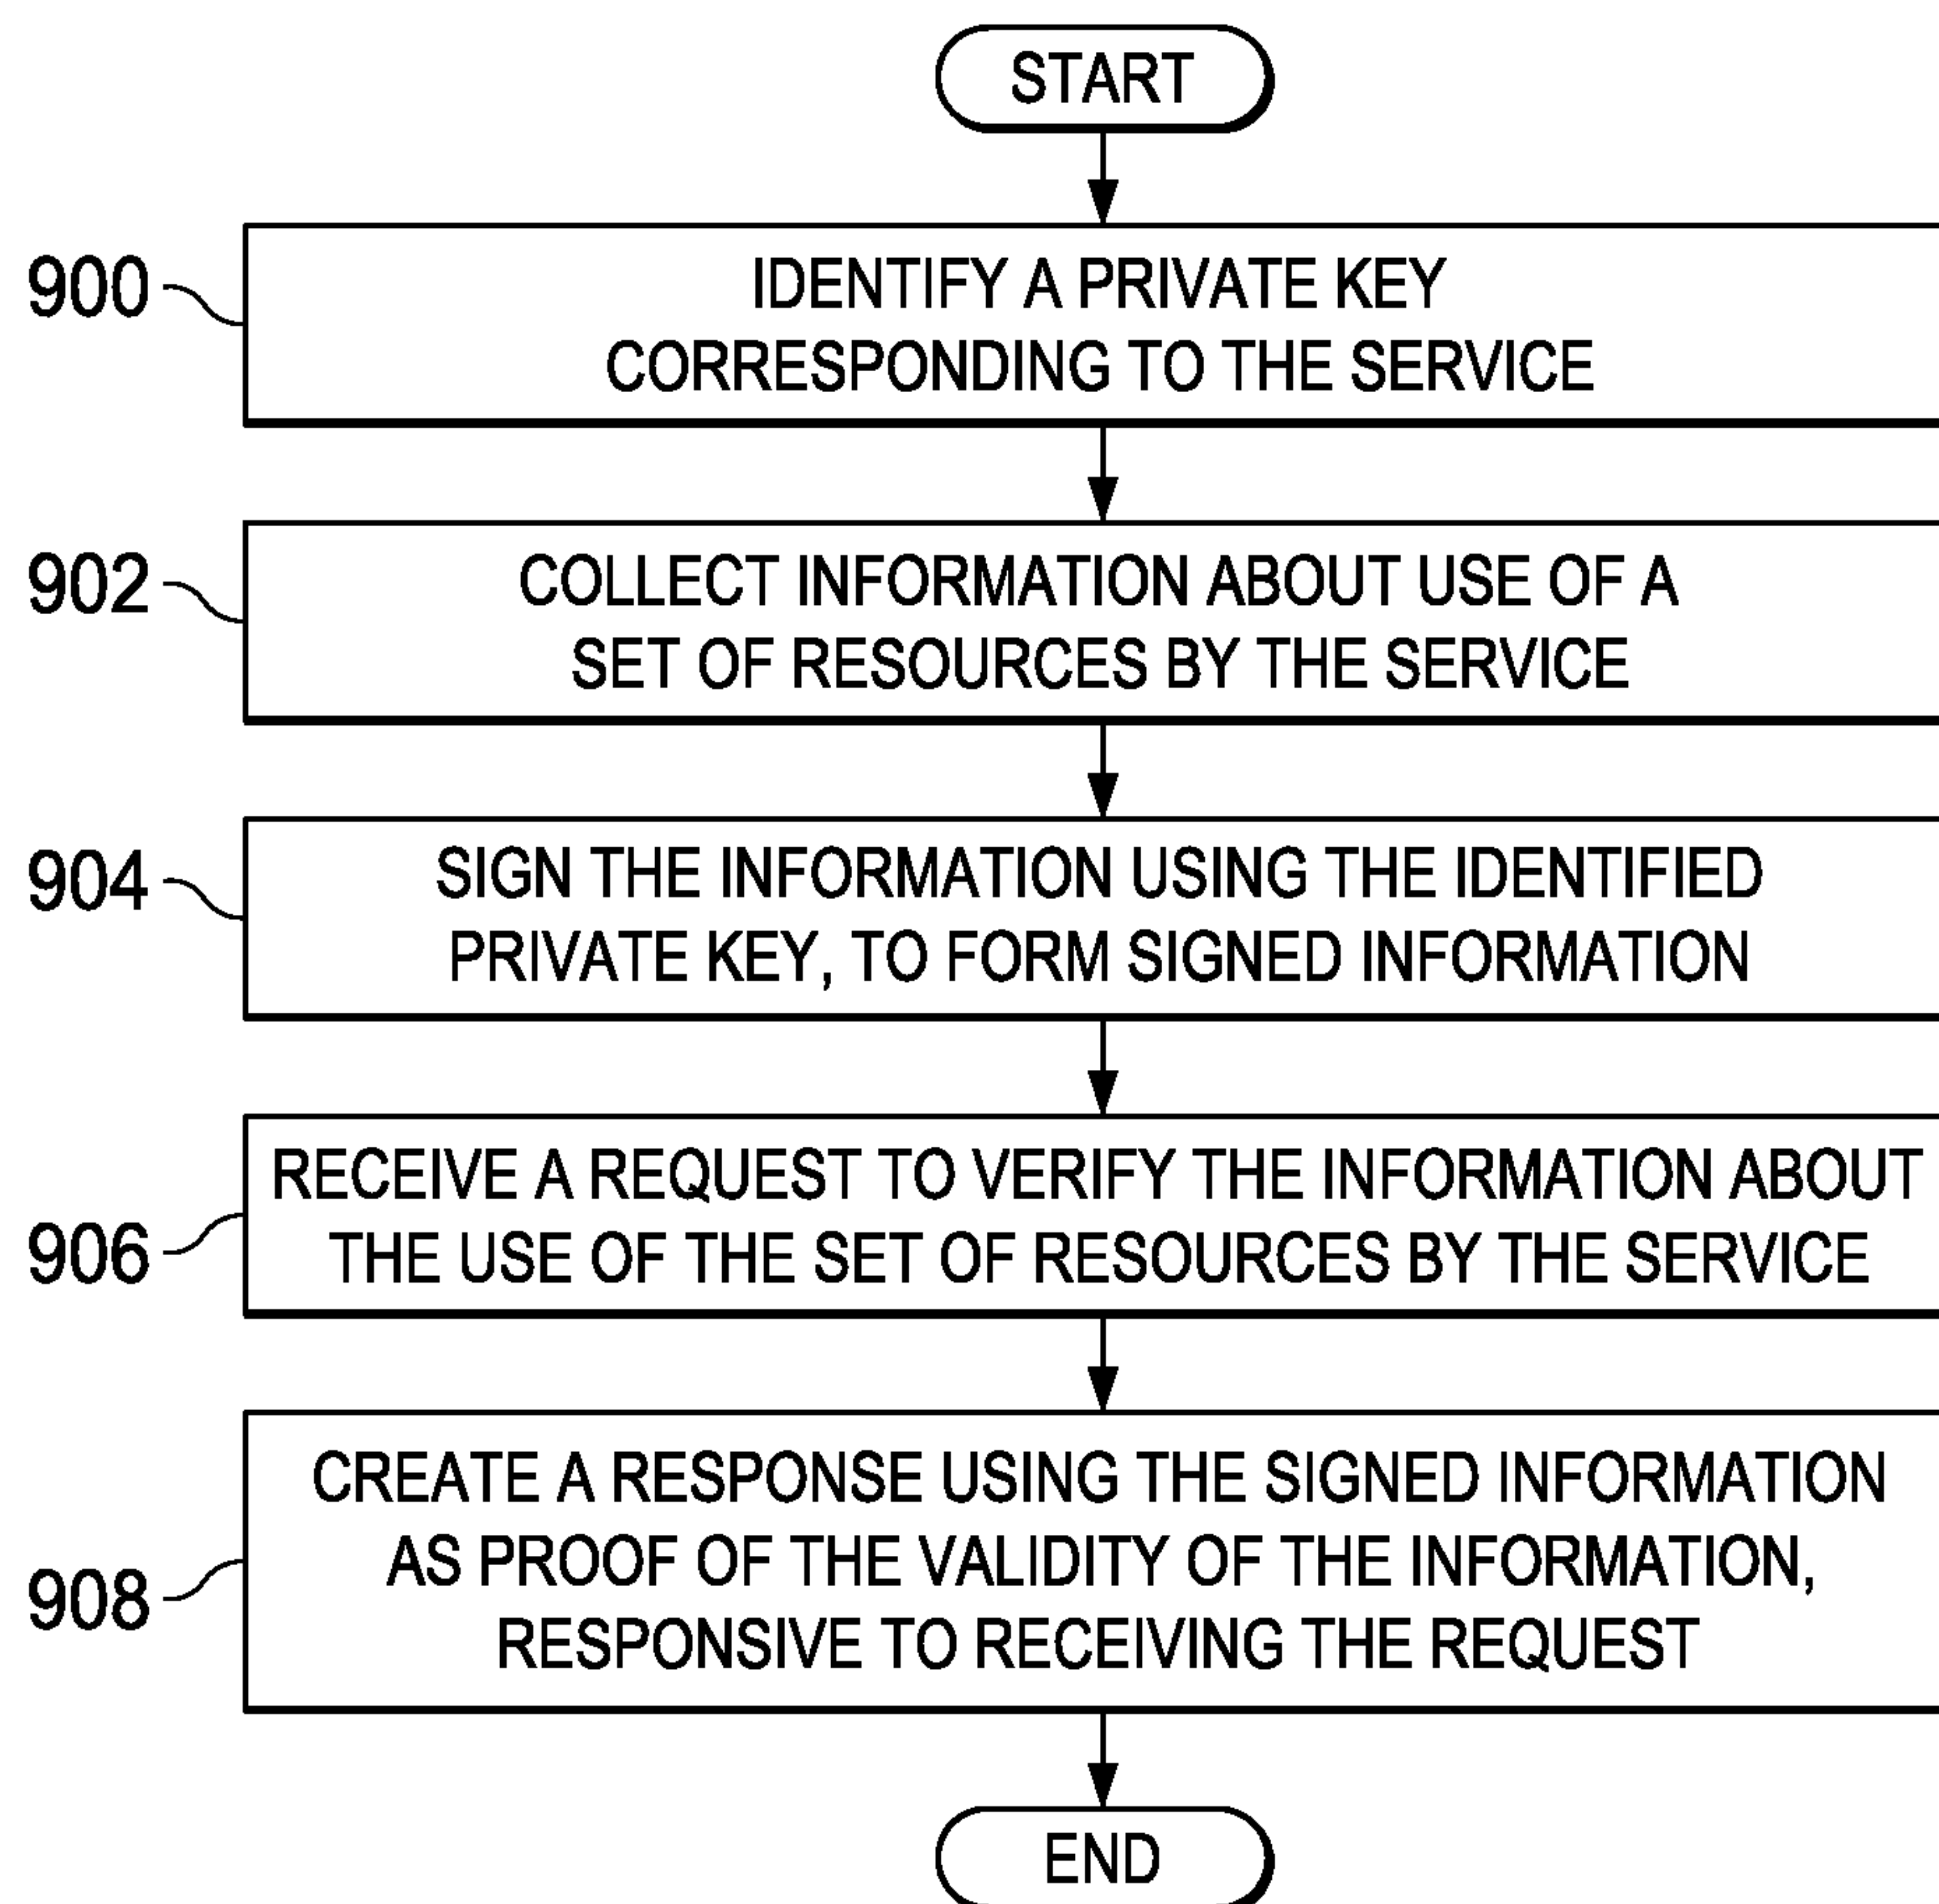 START
900
IDENTIFY A PRIVATE KEY
CORRESPONDING TO THE SERVICE
902
COLLECT INFORMATION ABOUT USE OF A
SET OF RESOURCES BY THE SERVICE
904
SIGN THE INFORMATION USING THE IDENTIFIED
PRIVATE KEY, TO FORM SIGNED INFORMATION
906
RECEIVE A REQUEST TO VERIFY THE INFORMATION ABOUT
THE USE OF THE SET OF RESOURCES BY THE SERVICE
908
CREATE A RESPONSE USING THE SIGNED INFORMATION
AS PROOF OF THE VALIDITY OF THE INFORMATION,
RESPONSIVE TO RECEIVING THE REQUEST
END